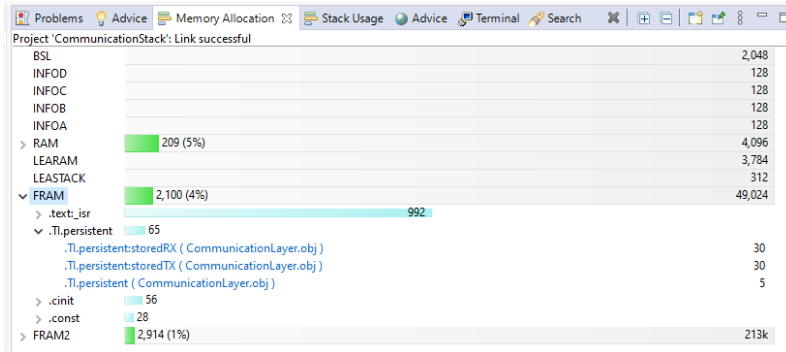 Problems Advice Memory Allocation Stack Usage Advice Terminal Search
Project 'CommunicationStack': Link successful
BSL 2,048
INFOD 128
INFOC 128
INFOB 128
INFOA 128
RAM 209 (5%) 4,096
LEARAM 3,784
LEASTACK 312
FRAM 2,100 (4%) 49,024
.text:_isr 992
.TI.persistent 65
.TI.persistent:storedRX ( CommunicationLayer.obj ) 30
.TI.persistent:storedTX ( CommunicationLayer.obj ) 30
.TI.persistent ( CommunicationLayer.obj ) 5
.cinit 56
.const 28
FRAM2 2,914 (1%) 213k